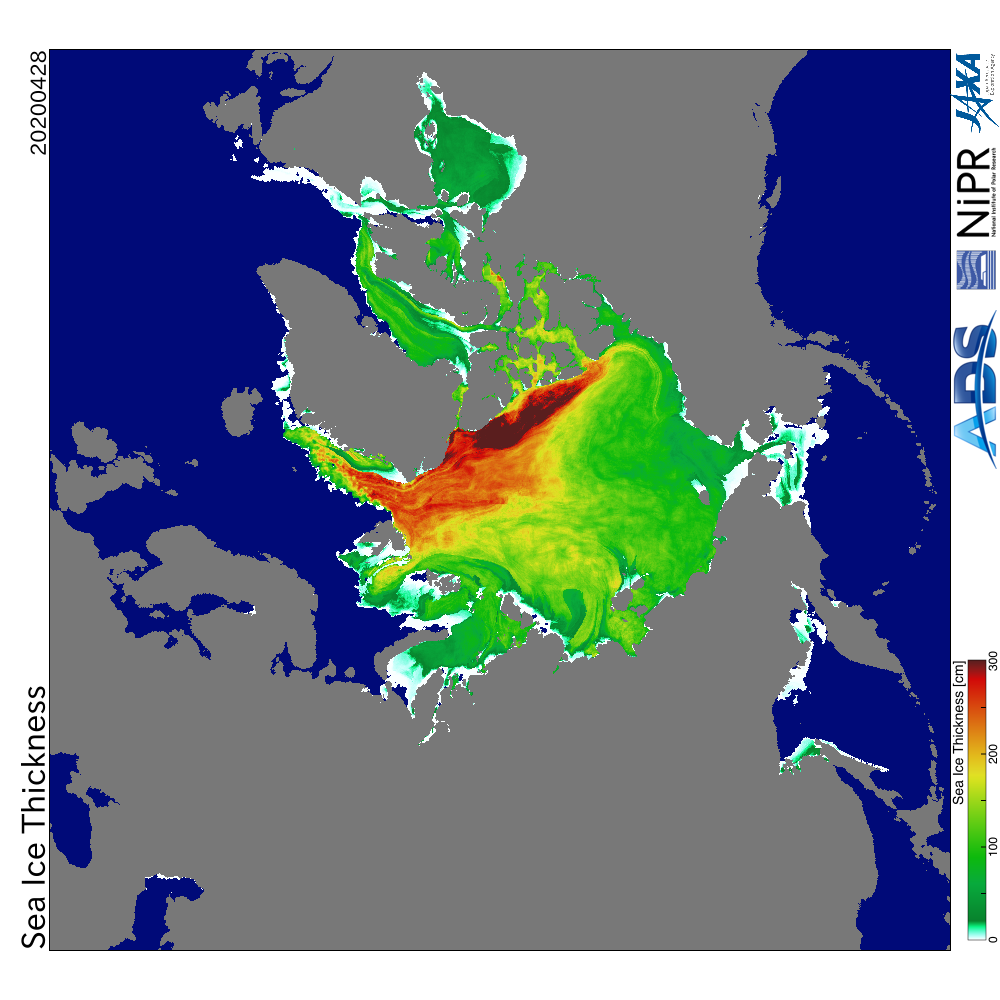 Sea Ice Thickness
20200428
0
100
200
300
Sea Ice Thickness [cm]
ADS
NiPR
National Institute of Polar Research
JAXA